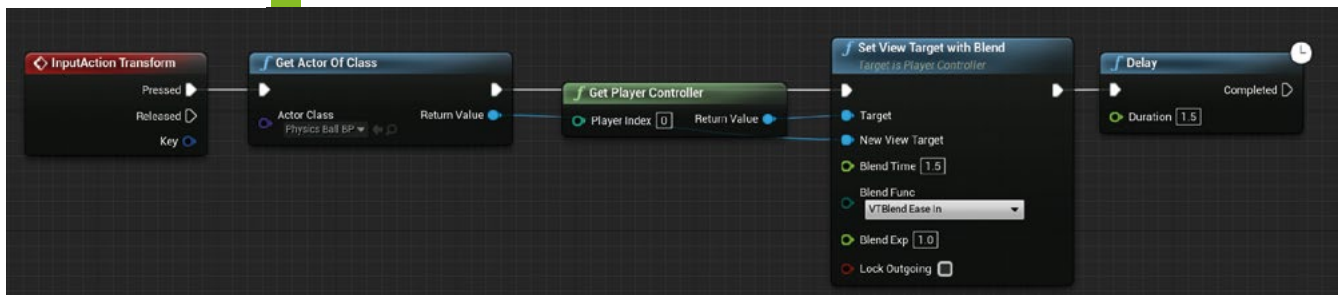 InputAction Transform
Pressed
Released
Key
f Get Actor Of Class
Actor Class
Physics Ball BP
Return Value
f Get Player Controller
Player Index 0
Return Value
f Set View Target with Blend
Target is Player Controller
Target
New View Target
Blend Time 1.5
Blend Func
VTBlend Ease In
Blend Exp 1.0
Lock Outgoing
f Delay
Completed
Duration 1.5